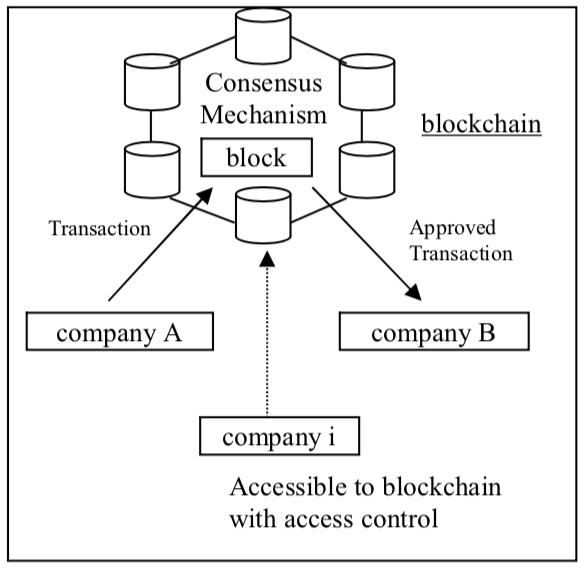 Consensus
Mechanism
blockchain
block
Transaction
Approved
Transaction
company A
company B
company i
Accessible to blockchain
with access control